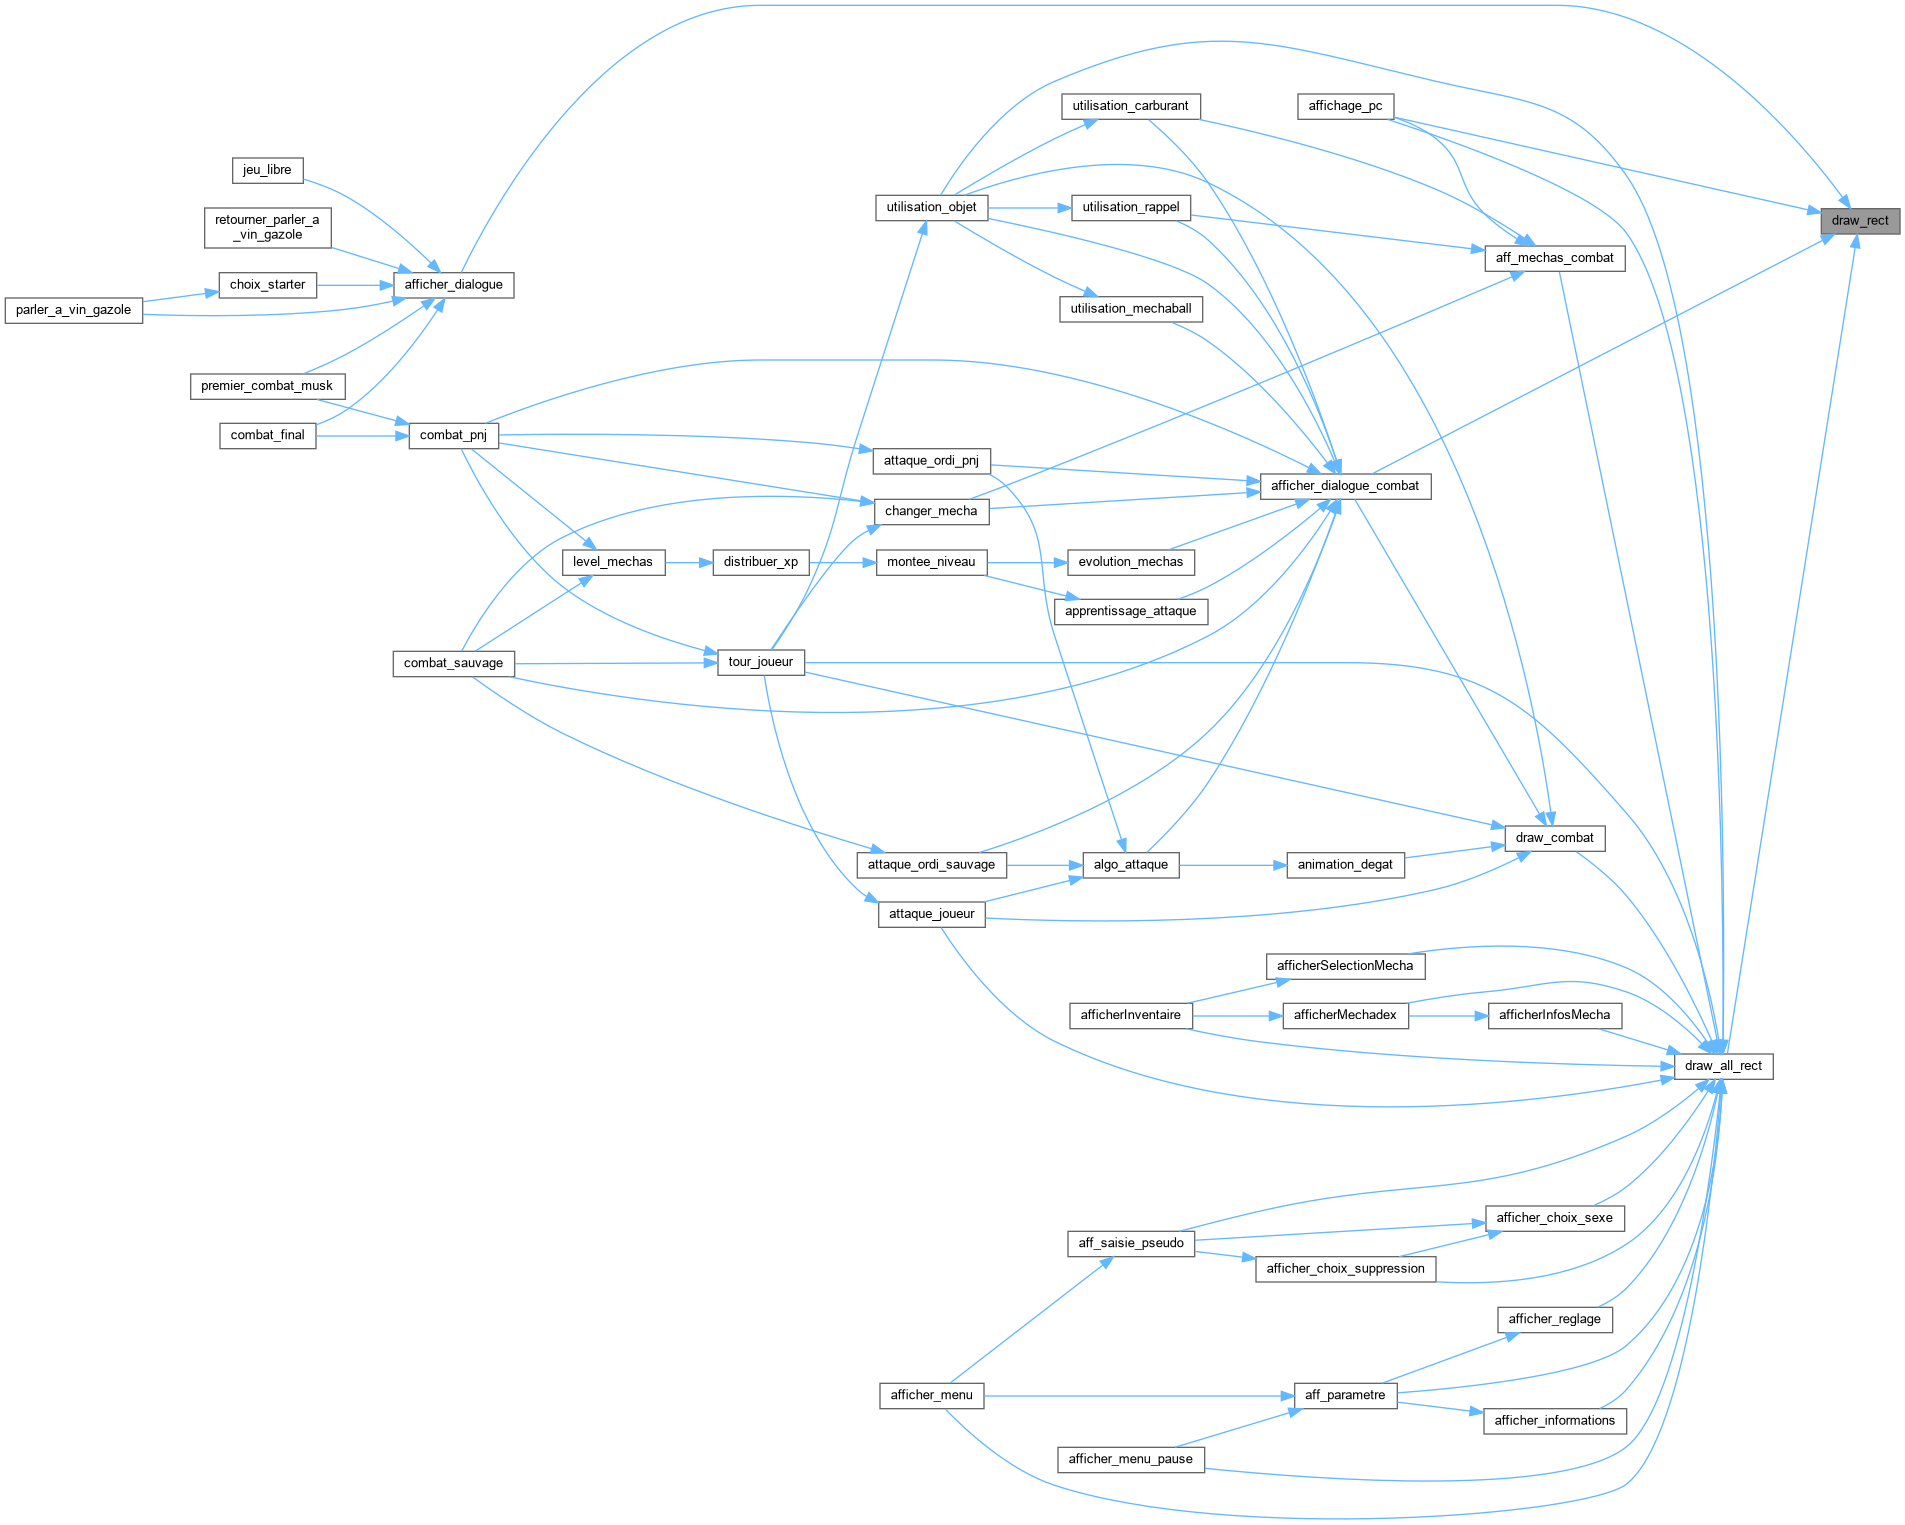 utilisation_carburant
affichage_pc
jeu_libre
utilisation_objet
utilisation_rappel
draw_rect
retourner_parler_a
_vin_gazole
aff_mechas_combat
choix_starter
afficher_dialogue
parler_a_vin_gazole
utilisation_mechaball
premier_combat_musk
combat_final
combat_pnj
attaque_ordi_pnj
afficher_dialogue_combat
changer_mecha
level_mechas
distribuer_xp
montee_niveau
evolution_mechas
apprentissage_attaque
combat_sauvage
tour_joueur
draw_combat
attaque_ordi_sauvage
algo_attaque
animation_degat
attaque_joueur
afficherSelectionMecha
afficherInventaire
afficherMechadex
afficherInfosMecha
draw_all_rect
afficher_choix_sexe
aff_saisie_pseudo
afficher_choix_suppression
afficher_reglage
afficher_menu
aff_parametre
afficher_informations
afficher_menu_pause